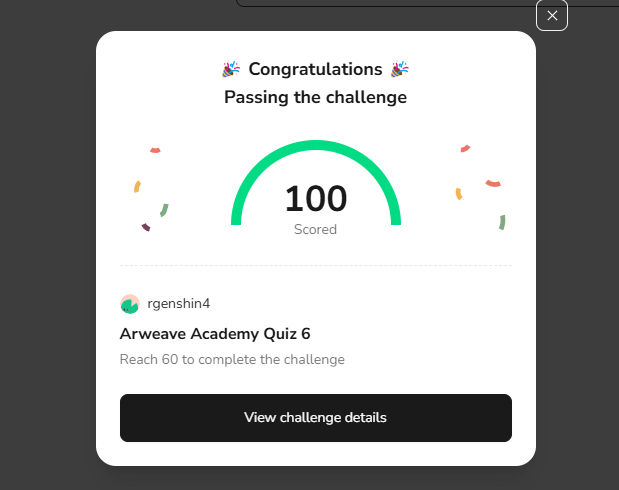 Congratulations
Passing the challenge
100
Scored
rgenshin4
Arweave Academy Quiz 6
Reach 60 to complete the challenge
View challenge details